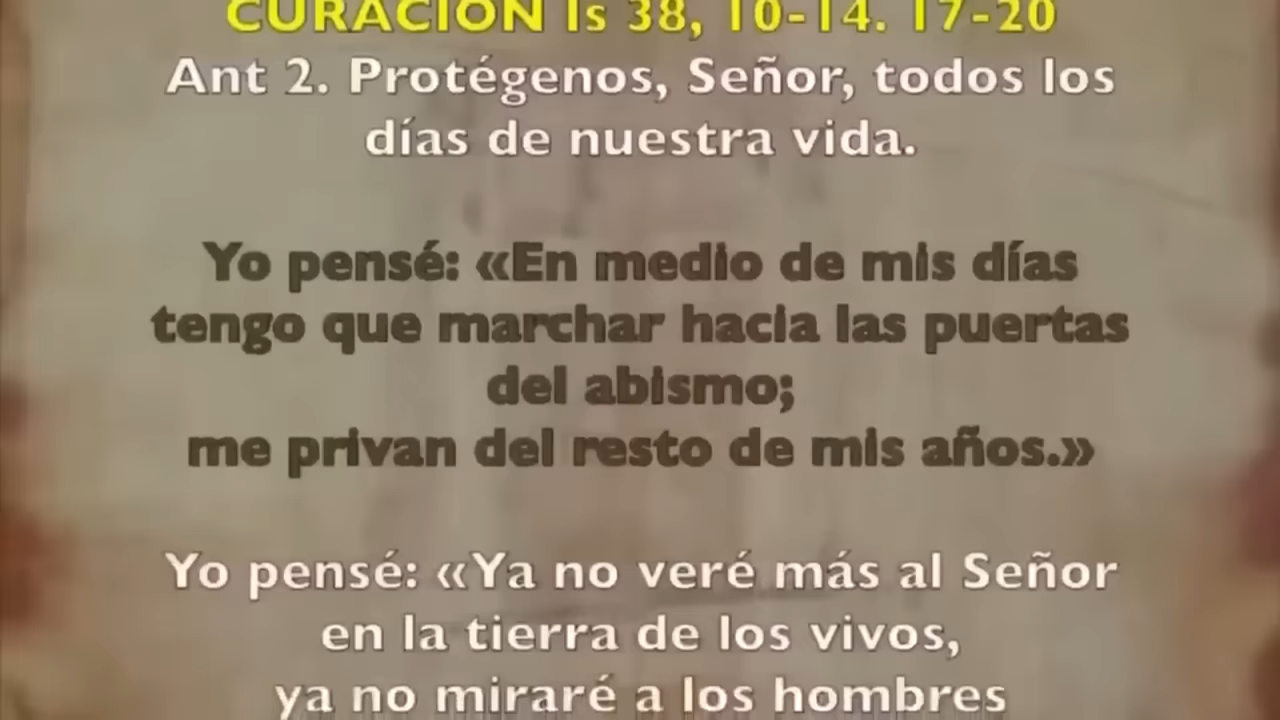 CURACIÓN Is 38, 10-14. 17-20
Ant 2. Protégenos, Señor, todos los
días de nuestra vida.
Yo pensé: «En medio de mis días
tengo que marchar hacia las puertas
del abismo;
me privan del resto de mis años.»
Yo pensé: «Ya no veré más al Señor
en la tierra de los vivos,
ya no miraré a los hombres